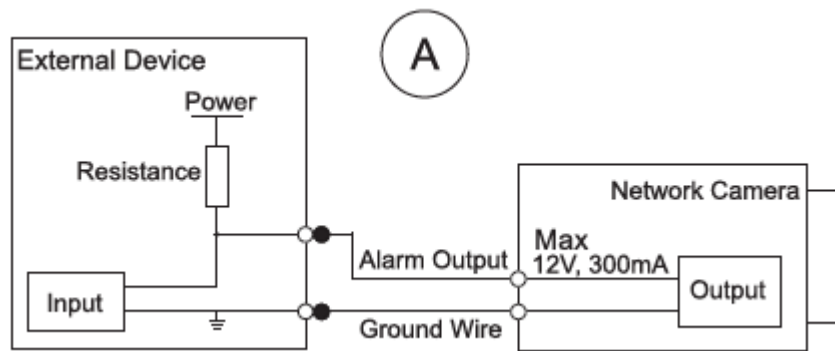 A
External Device
Power
Resistance
Network Camera
Max
12V, 300mA
Alarm Output
Output
Input
Ground Wire